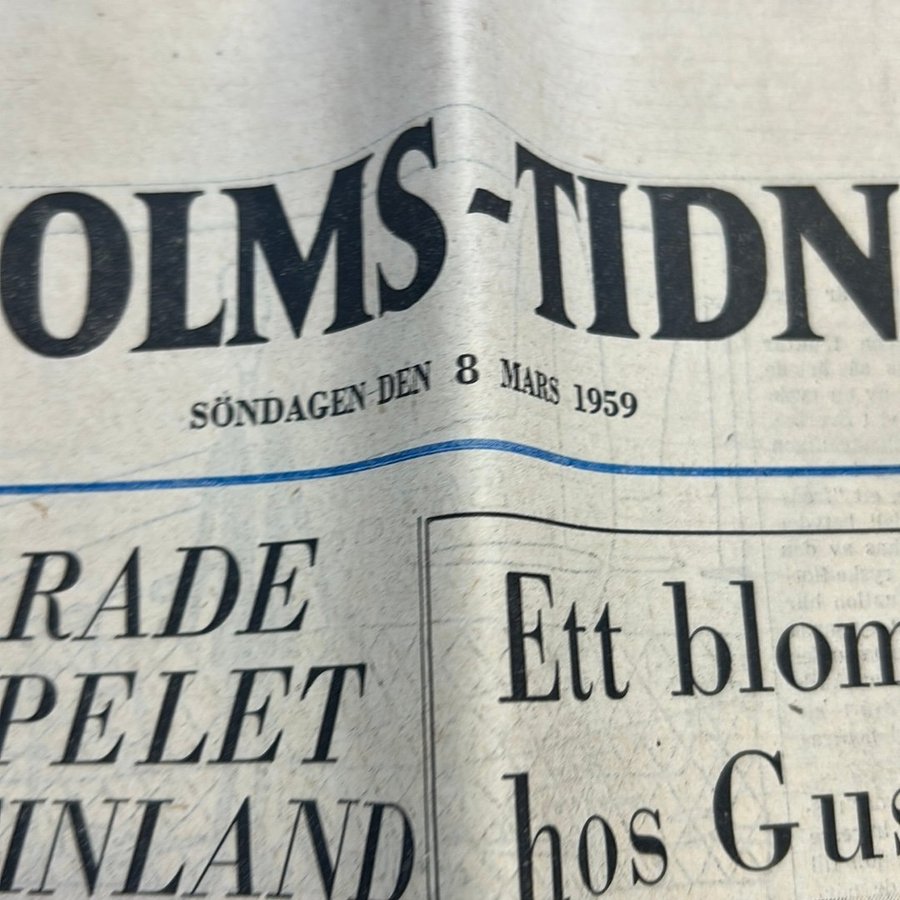 OLMS-TIDN
SÖNDAGEN DEN 8 MARS 1959
RADE
PELET
INLAND
Ett blom
hos Gus